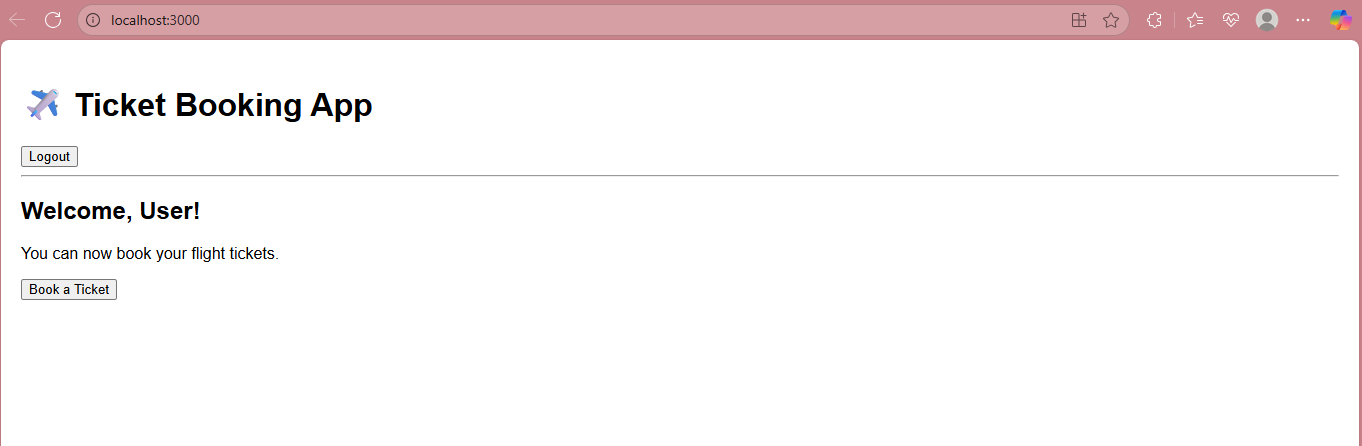 localhost:3000
Ticket Booking App
Logout
Welcome, User!
You can now book your flight tickets.
Book a Ticket